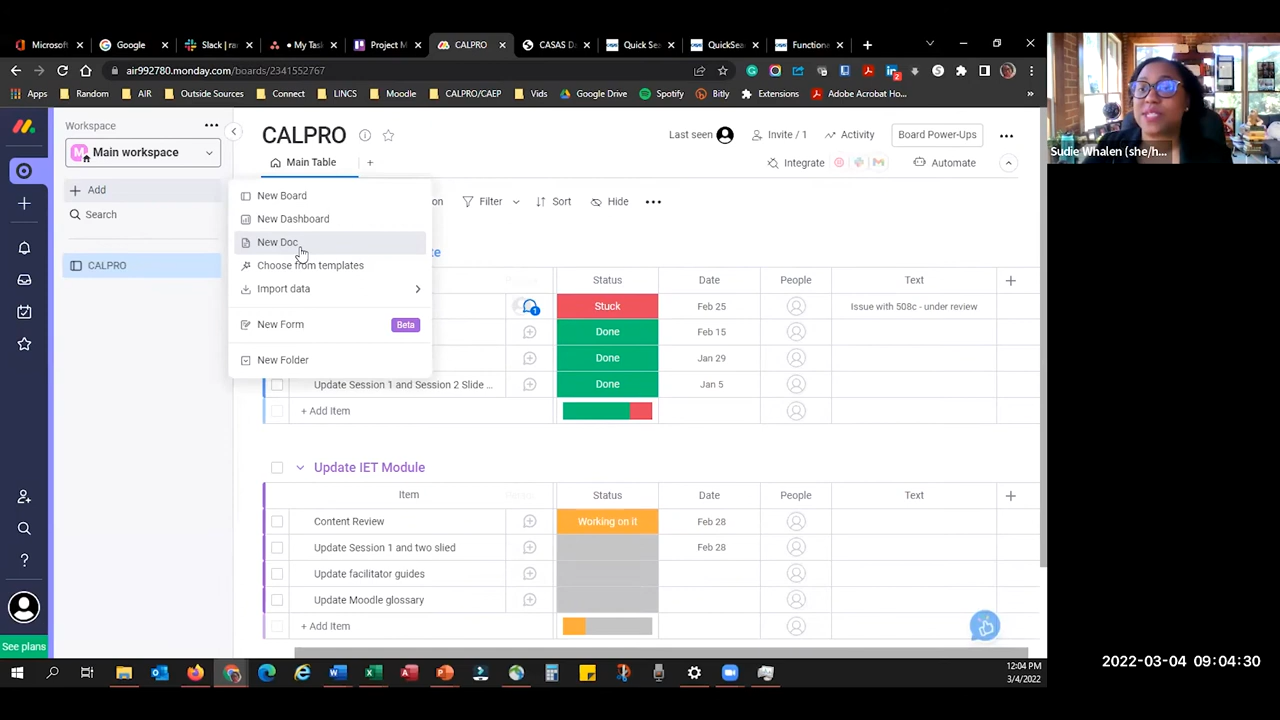 Microsoft
Google
Slack | ra
• My Tas
Project M
CALPRO
CASAS Da
Quick Sea
QuickSea
Functiona
air992780.monday.com/boards/2341552767
Apps
Random
AIR
Outside Sources
Connect
LINCS
Moodle
CALPRO/CAEP
Vids
Google Drive
Spotify
Bitly
Extensions
Adobe Acrobat Ho...
Workspace
Main workspace
Add
Search
CALPRO
See plans
CALPRO
Last seen
Invite / 1
Activity
Board Power-Ups
Main Table
Integrate
Automate
New Board
New Dashboard
New Doc
Choose from templates
Import data
New Form
Beta
New Folder
Filter
Sort
Hide
Status
Date
People
Text
Stuck
Feb 25
Issue with 508c - under review
Done
Feb 15
Done
Jan 29
Update Session 1 and Session 2 Slide ...
Done
Jan 5
+ Add Item
Update IET Module
Item
Status
Date
People
Text
Content Review
Working on it
Feb 28
Update Session 1 and two slied
Feb 28
Update facilitator guides
Update Moodle glossary
+ Add Item
12:04 PM
3/4/2022
Sudie Whalen (she/h...
2022-03-04 09:04:30